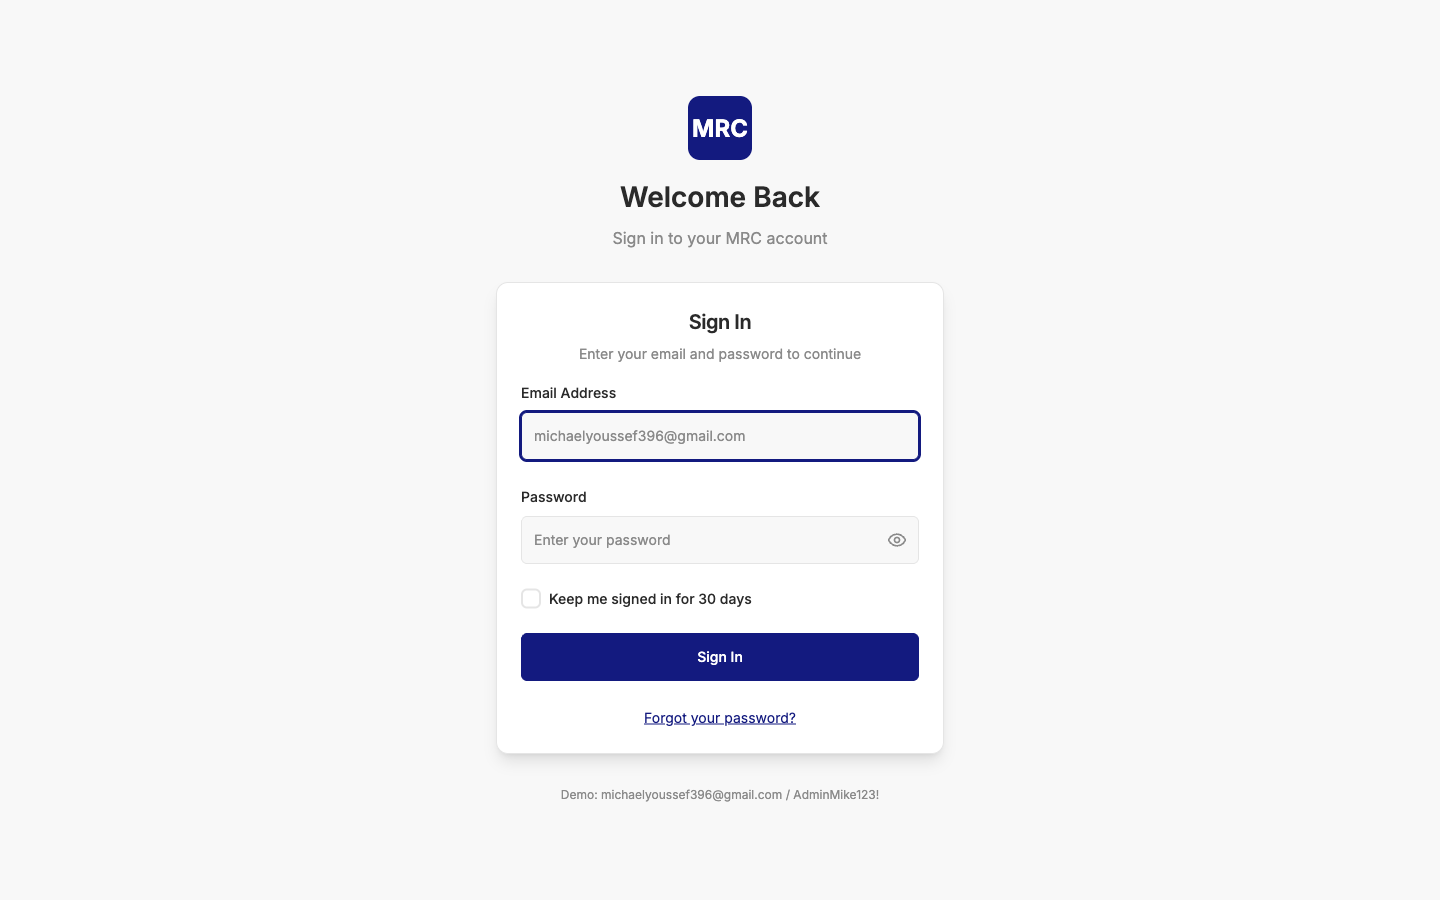 MRC
Welcome Back
Sign in to your MRC account
Sign In
Enter your email and password to continue
Email Address
michaelyoussef396@gmail.com
Password
Enter your password
Keep me signed in for 30 days
Sign In
Forgot your password?
Demo: michaelyoussef396@gmail.com / AdminMike123!